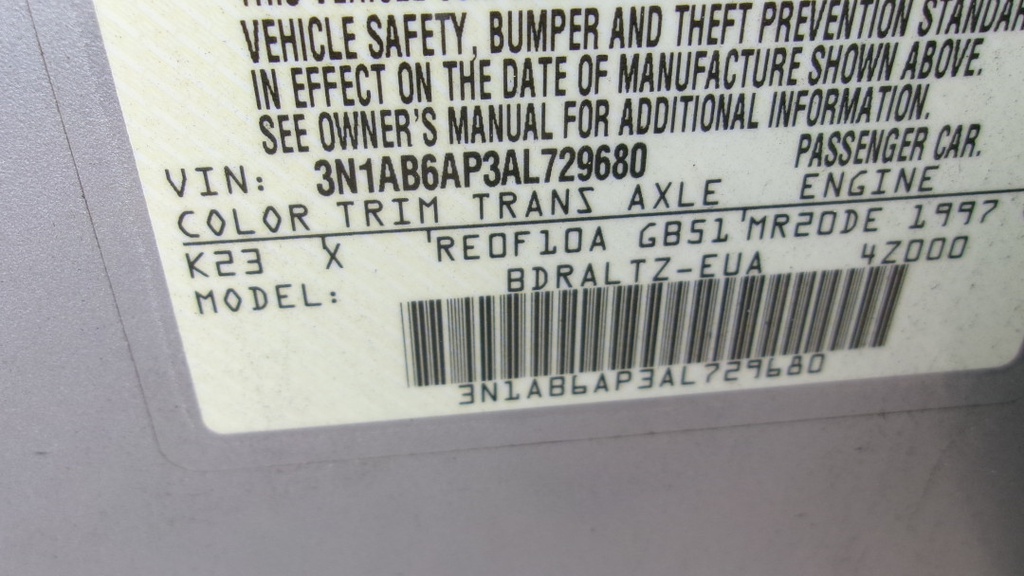 VEHICLE SAFETY, BUMPER AND THEFT PREVENTION
IN EFFECT ON THE DATE OF MANUFACTURE SHOWN ABOVE.
SEE OWNER'S MANUAL FOR ADDITIONAL INFORMATION.
VIN: 3N1AB6AP3AL729680 PASSENGER CAR.
COLOR TRIM TRANS AXLE ENGINE
K23 X 'RE0F10A GB51'MR20DE 1997
MODEL: BDRALTZ-EUA 4Z000
3N1AB6AP3AL729680